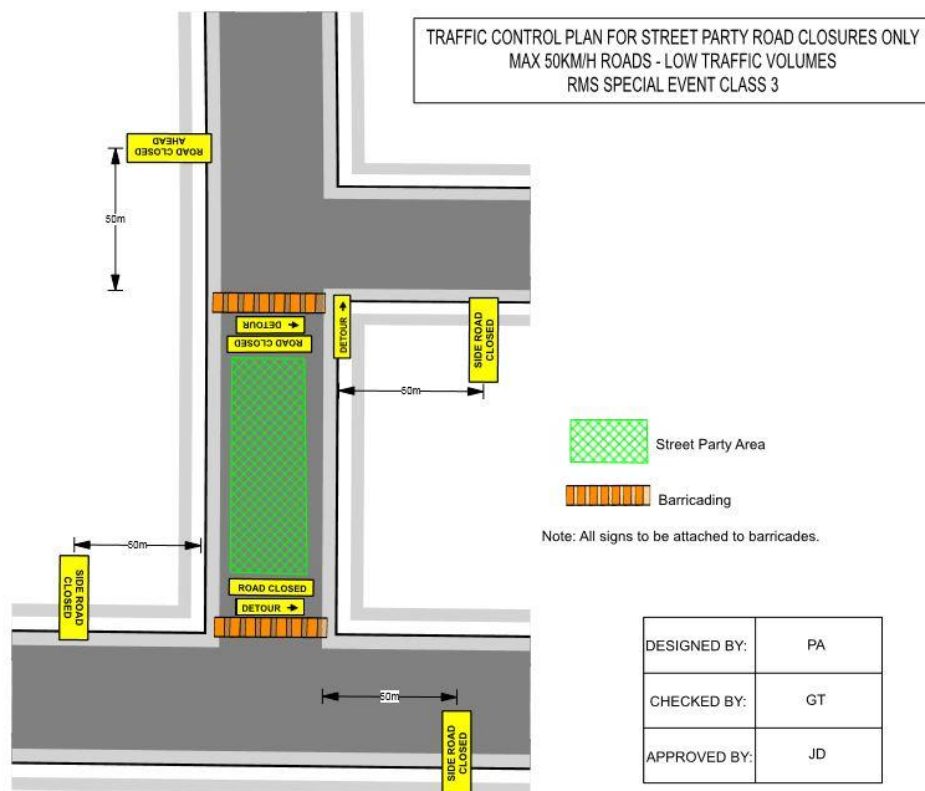 TRAFFIC CONTROL PLAN FOR STREET PARTY ROAD CLOSURES ONLY
MAX 50KM/H ROADS - LOW TRAFFIC VOLUMES
RMS SPECIAL EVENT CLASS 3
ROAD CLOSED
AHEAD
50m
DETOUR
ROAD CLOSED
DETOUR
SIDE ROAD
CLOSED
50m
Street Party Area
Barricading
Note: All signs to be attached to barricades.
50m
SIDE ROAD
CLOSED
ROAD CLOSED
DETOUR
50m
SIDE ROAD
CLOSED
DESIGNED BY: PA
CHECKED BY: GT
APPROVED BY: JD